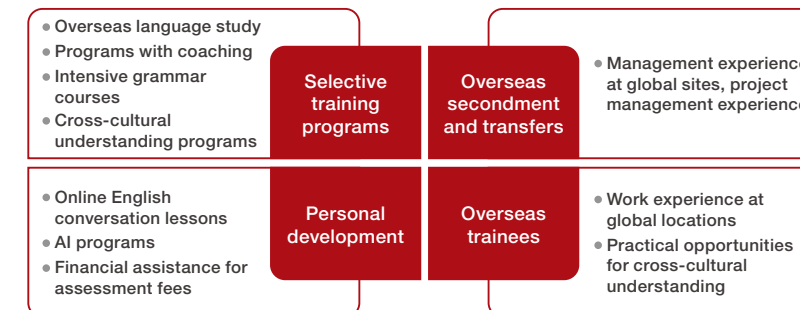 • Overseas language study
• Programs with coaching
• Intensive grammar
courses
• Cross-cultural
understanding programs
Selective
training
programs
Overseas
secondment
and transfers
• Management experience
at global sites, project
management experience
• Online English
conversation lessons
• AI programs
• Financial assistance for
assessment fees
Personal
development
Overseas
trainees
• Work experience at
global locations
• Practical opportunities
for cross-cultural
understanding